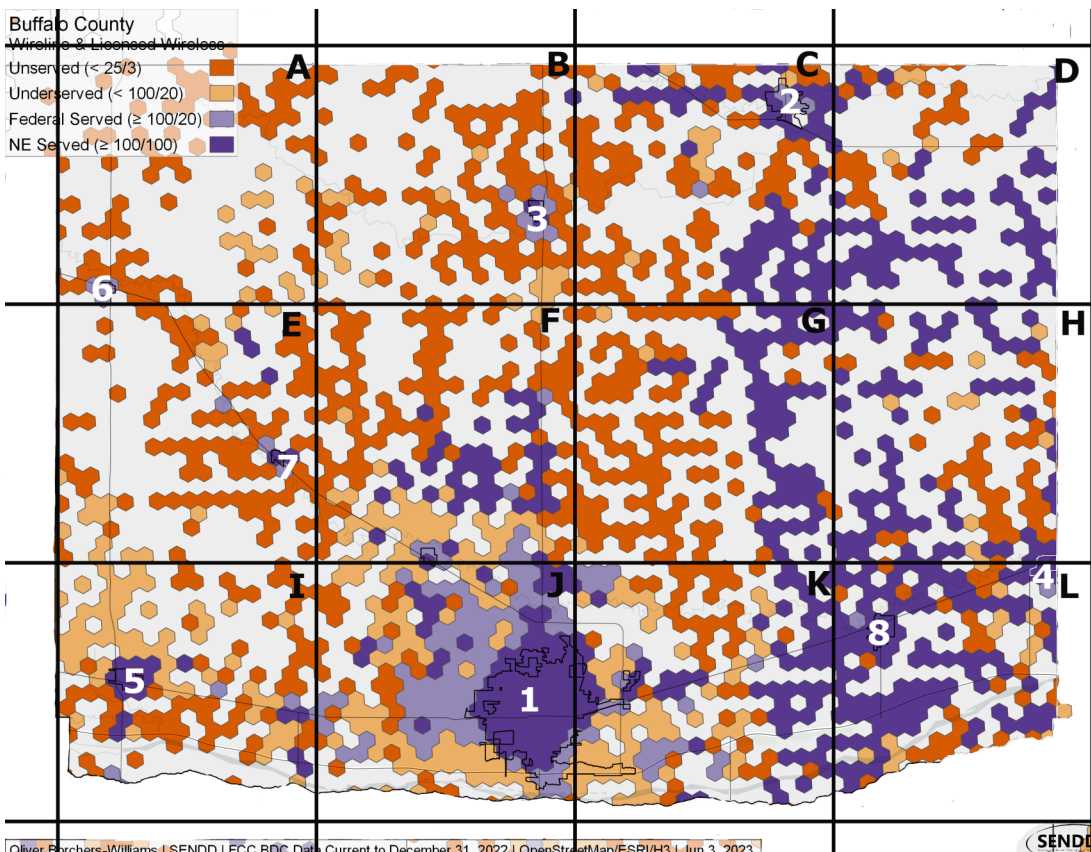 Buffalo County
Wireline & Licensed Wireless
Unserved (< 25/3)
Underserved (< 100/20)
Federal Served (≥ 100/20)
NE Served (≥ 100/100)
A
B
C
D
2
3
6
E
F
G
H
7
I
J
K
L
4
8
5
1
Oliver Borchers-Williams | SENDD | FCC BDC Data Current to December 31, 2022 | OpenStreetMap/ESRI/H3 | Jun 3, 2023
SENDD